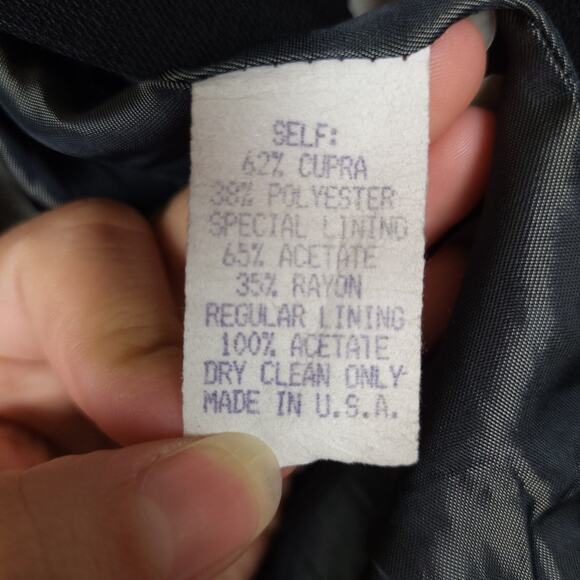 SELF:
62% CUPRA
38% POLYESTER
SPECIAL LININD
65% ACETATE
35% RAYON
REGULAR LINING
100% ACETATE
DRY CLEAN ONLY
MADE IN U.S.A.